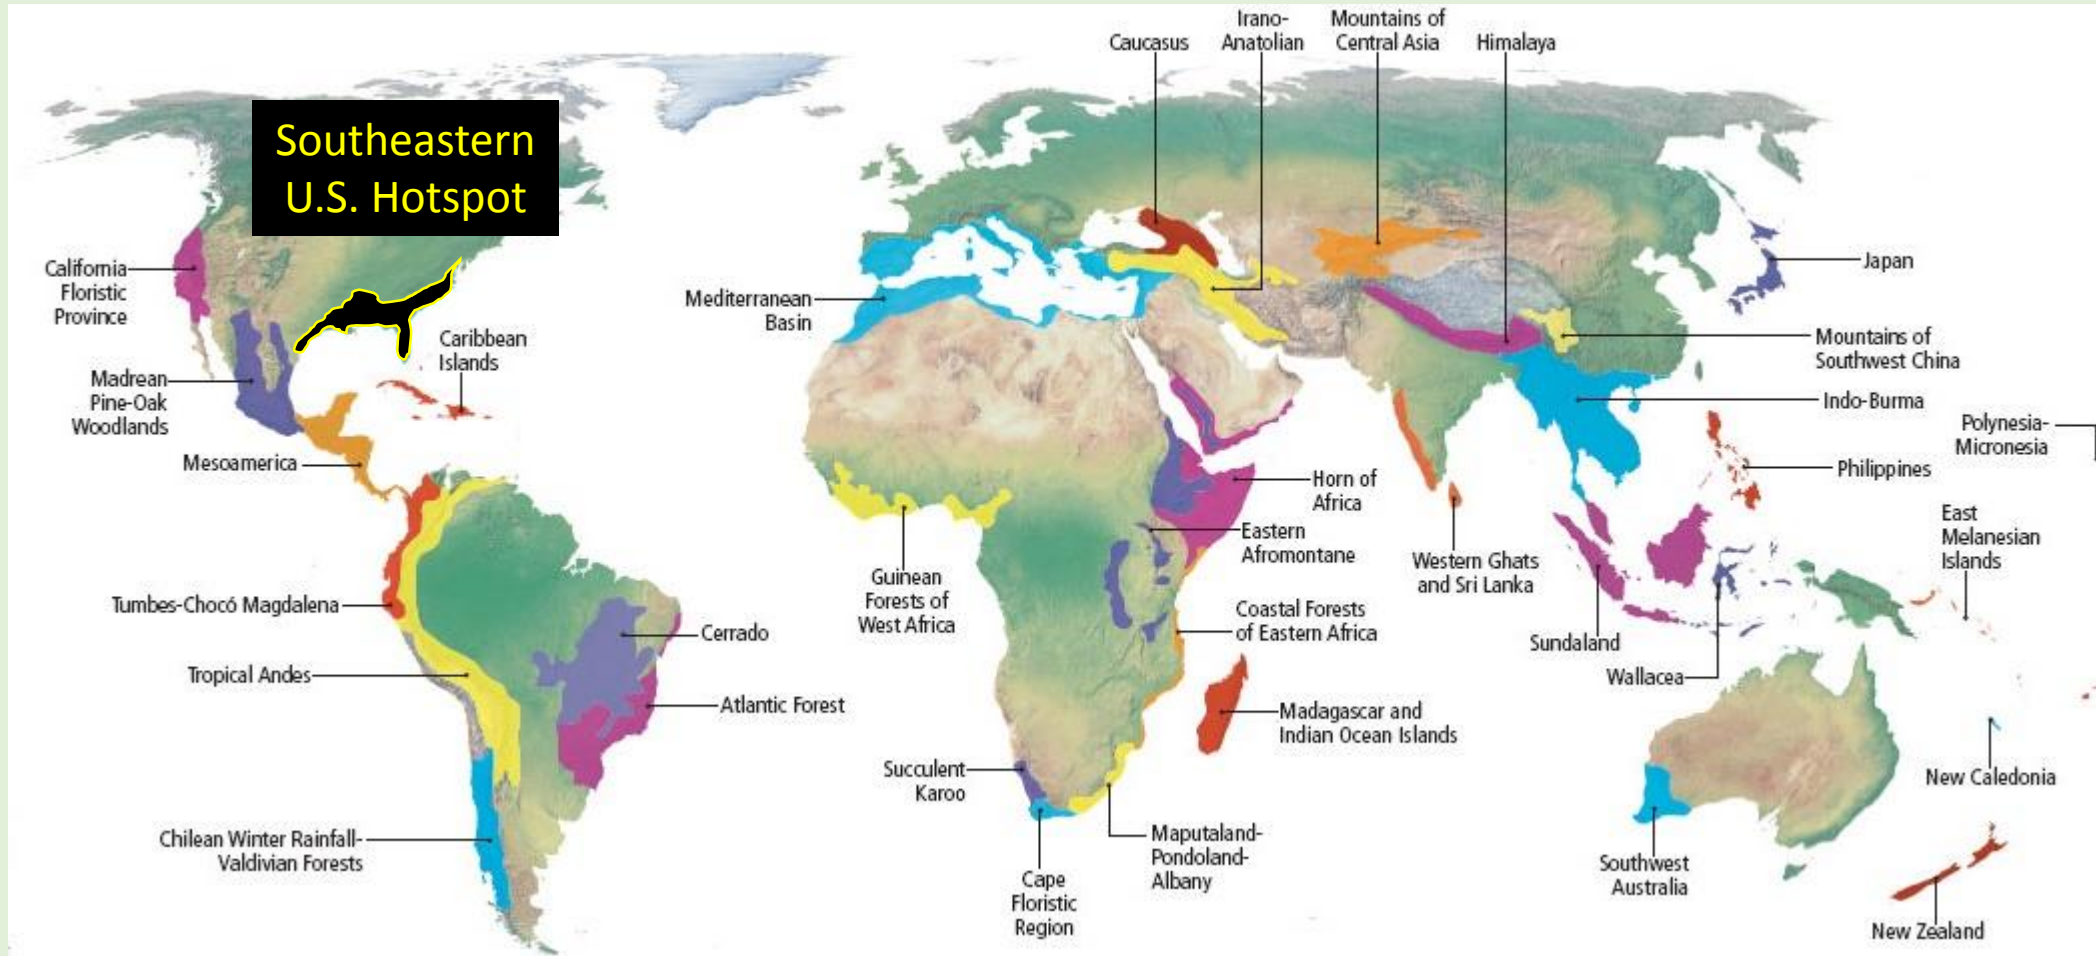 Southeastern
U.S. Hotspot
California
Floristic
Province
Madrean
Pine-Oak
Woodlands
Mesoamerica
Caribbean
Islands
Tumbes-Chocó Magdalena
Tropical Andes
Cerrado
Atlantic Forest
Chilean Winter Rainfall-
Valdivian Forests
Caucasus
Irano-
Anatolian
Mountains of
Central Asia
Himalaya
Mediterranean
Basin
Japan
Mountains of
Southwest China
Indo-Burma
Polynesia-
Micronesia
Philippines
Horn of
Africa
Eastern
Afromontane
Western Ghats
and Sri Lanka
East
Melanesian
Islands
Guinean
Forests of
West Africa
Coastal Forests
of Eastern Africa
Sundaland
Wallacea
Madagascar and
Indian Ocean Islands
Succulent
Karoo
Maputaland-
Pondoland-
Albany
Cape
Floristic
Region
Southwest
Australia
New Caledonia
New Zealand